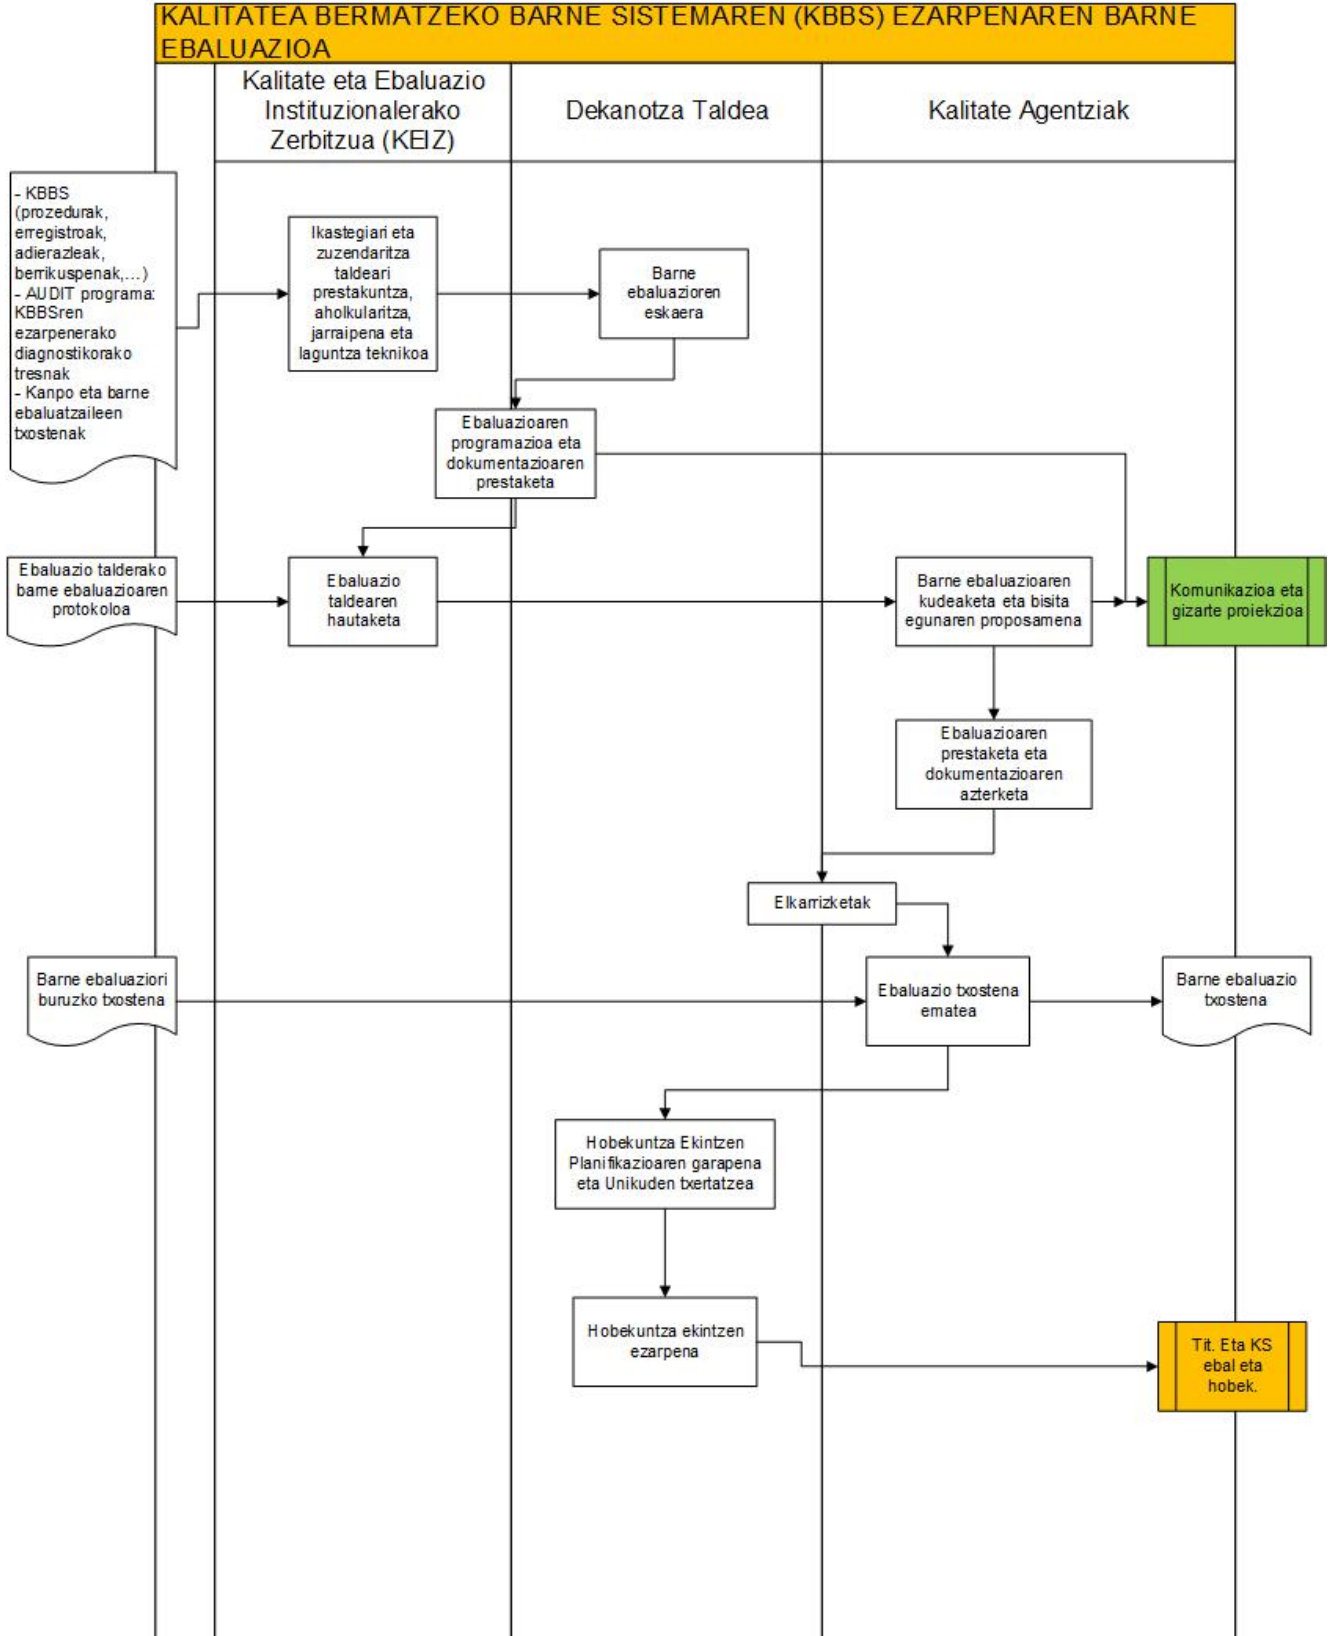 KALITATEA BERMATZEKO BARNE SISTEMAREN (KBBS) EZARPENAREN BARNE
EBALUAZIOA
Kalitate eta Ebaluazio
Instituzionalerako
Zerbitzua (KEIZ)
Dekanotza Taldea
Kalitate Agentziak
- KBBS
(prozedurak,
erregistroak,
adierazleak,
berrikuspenak,...)
- AUDIT programa:
KBBSren
ezarpenerako
diagnostikorako
tresnak
- Kanpo eta barne
ebaluatzaileen
txostenak
Ikastegiari eta
zuzendaritza
taldeari
prestakuntza,
aholkularitza,
jarraipena eta
laguntza teknikoa
Barne
ebaluazioren
eskaera
Ebaluazioaren
programazioa eta
dokumentazioaren
prestaketa
Ebaluazio talderako
barne ebaluazioaren
protokoloa
Ebaluazio
taldearen
hautaketa
Barne ebaluazioaren
kudeaketa eta bisita
egunaren proposamena
Komunikazioa eta
gizarte proiekzioa
Ebaluazioaren
prestaketa eta
dokumentazioaren
azterketa
Elkarrizketak
Barne ebaluaziori
buruzko txostena
Ebaluazio txostena
ematea
Barne ebaluazio
txostena
Hobekuntza Ekintzen
Planifikazioaren garapena
eta Unikuden txertatzea
Hobekuntza ekintzen
ezarpena
Tit. Eta KS
ebal eta
hobek.